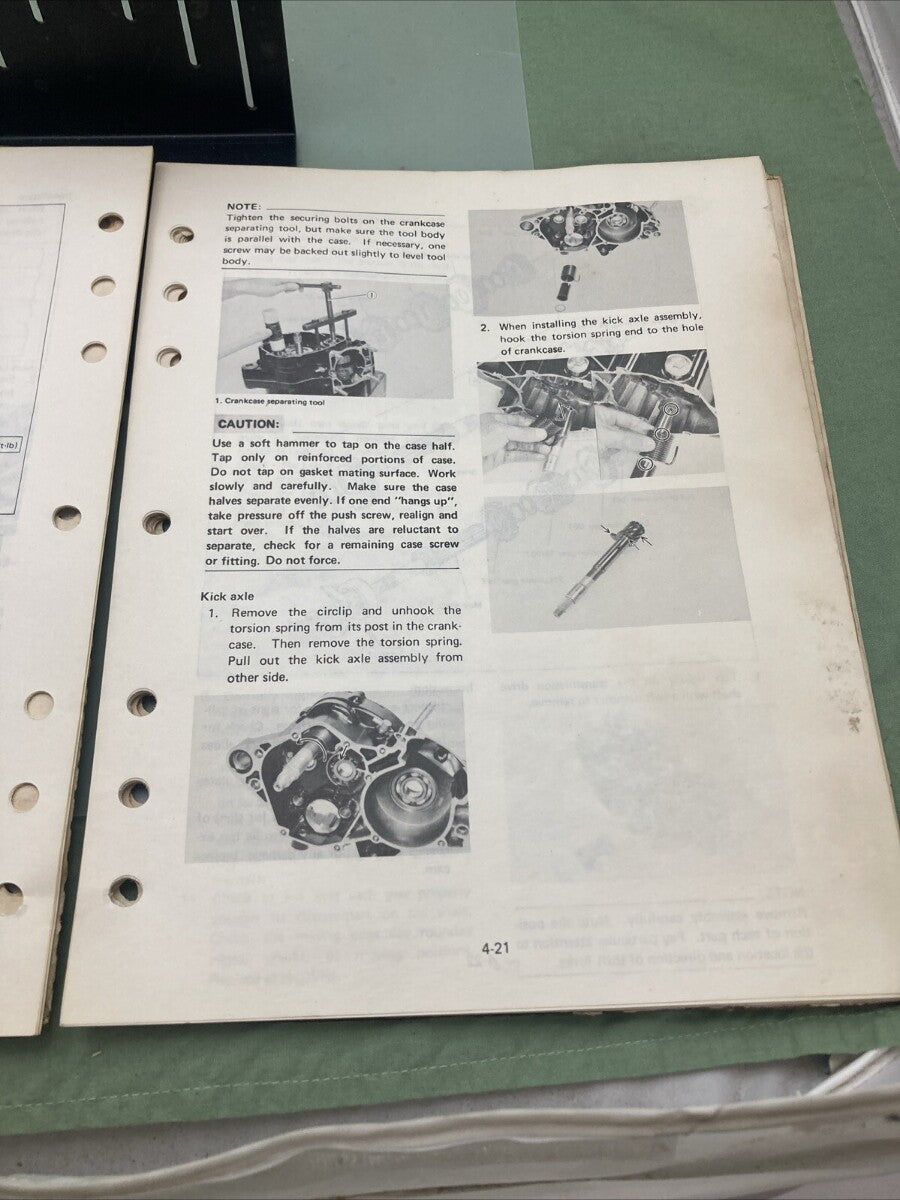 NOTE:
Tighten the securing bolts on the crankcase
separating tool, but make sure the tool body
is parallel with the case. If necessary, one
screw may be backed out slightly to level tool
body.
1
1. Crankcase separating tool
CAUTION:
Use a soft hammer to tap on the case half.
Tap only on reinforced portions of case.
Do not tap on gasket mating surface. Work
slowly and carefully. Make sure the case
halves separate evenly. If one end "hangs up",
take pressure off the push screw, realign and
start over. If the halves are reluctant to
separate, check for a remaining case screw
or fitting. Do not force.
Kick axle
1. Remove the circlip and unhook the
torsion spring from its post in the crank-
case. Then remove the torsion spring.
Pull out the kick axle assembly from
other side.
2. When installing the kick axle assembly,
hook the torsion spring end to the hole
of crankcase.
4-21
t-lb)